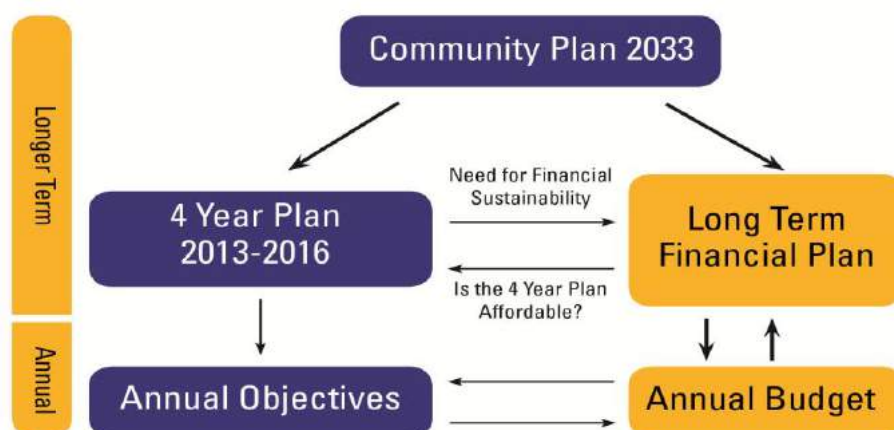 Community Plan 2033
Longer Term
4 Year Plan
2013-2016
Need for Financial
Sustainability
Is the 4 Year Plan
Affordable?
Long Term
Financial Plan
Annual
Annual Objectives
Annual Budget